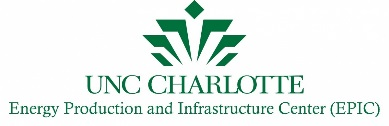 UNC CHARLOTTE
Energy Production and Infrastructure Center (EPIC)